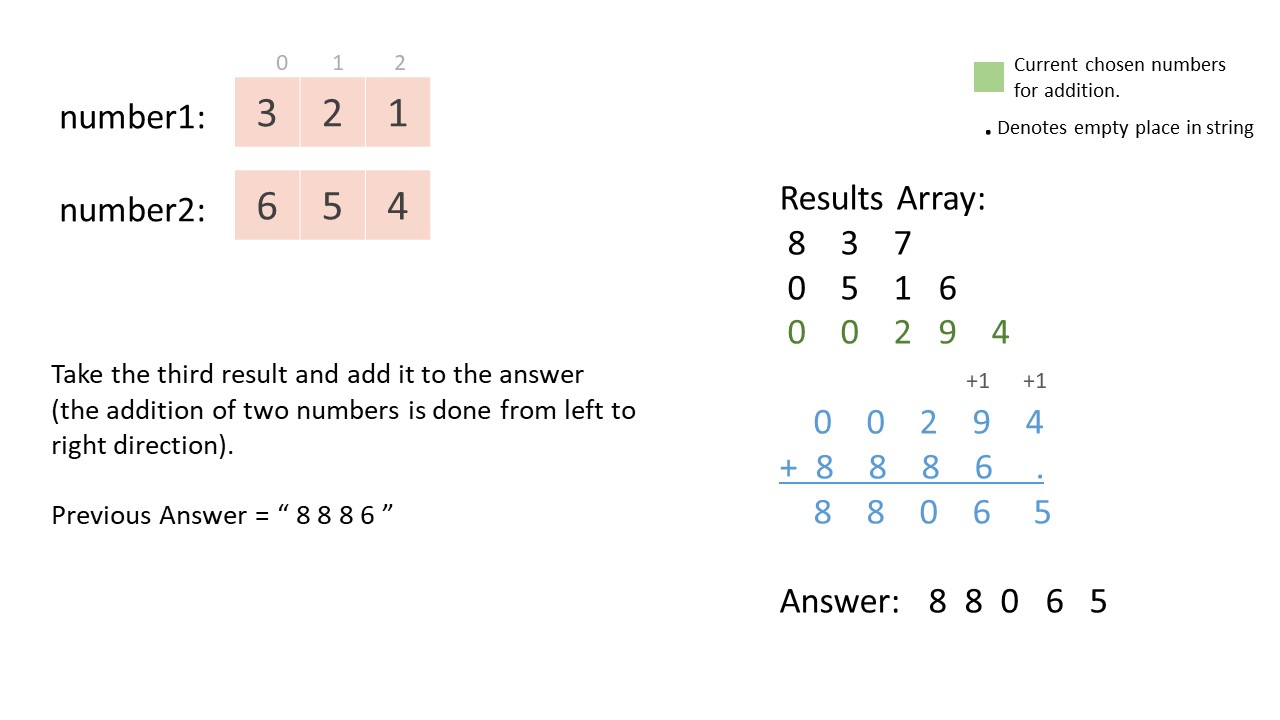 0 1 2
number1: 3 2 1
number2: 6 5 4
Current chosen numbers
for addition.
. Denotes empty place in string
Results Array:
8 3 7
0 5 1 6
0 0 2 9 4
Take the third result and add it to the answer
(the addition of two numbers is done from left to
right direction).
Previous Answer = “ 8 8 8 6 ”
+1 +1
0 0 2 9 4
+ 8 8 8 6 .
8 8 0 6 5
Answer: 8 8 0 6 5